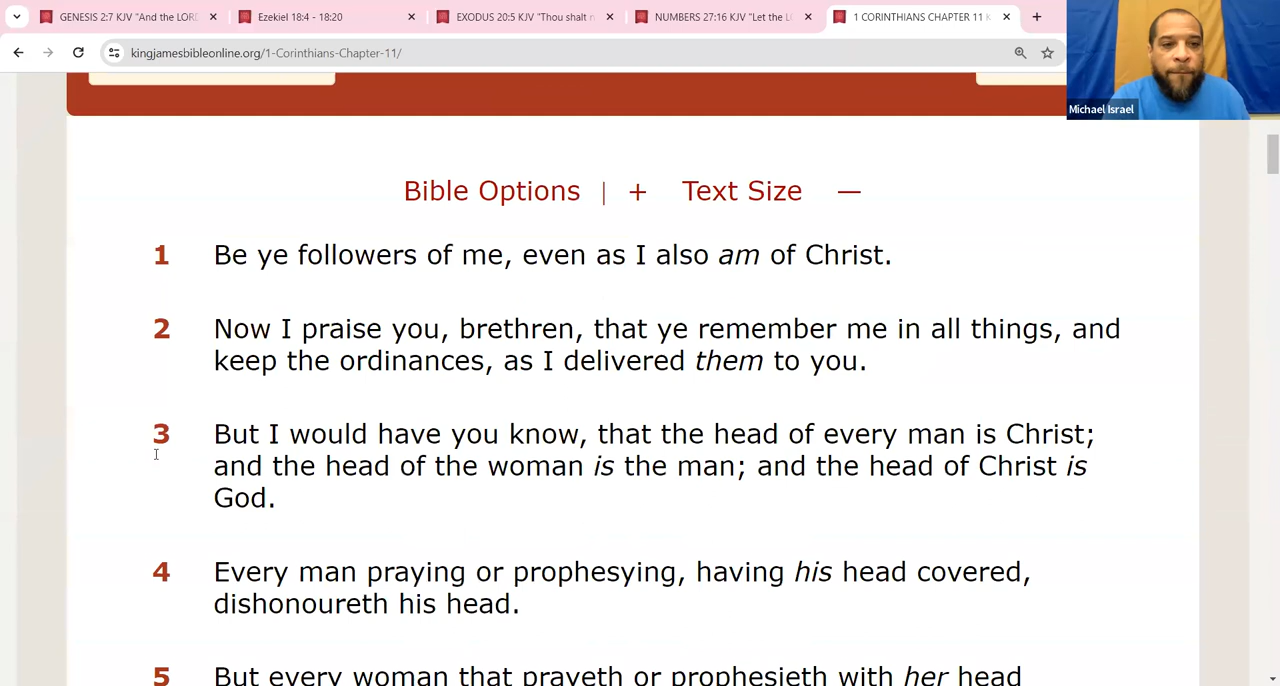 GENESIS 2:7 KJV "And the LORD
Ezekiel 18:4 - 18:20
EXODUS 20:5 KJV "Thou shalt n
NUMBERS 27:16 KJV "Let the L
1 CORINTHIANS CHAPTER 11 K
kingjamesbibleonline.org/1-Corinthians-Chapter-11/
Michael Israel
Bible Options | + Text Size —
1 Be ye followers of me, even as I also am of Christ.
2 Now I praise you, brethren, that ye remember me in all things, and
keep the ordinances, as I delivered them to you.
3 But I would have you know, that the head of every man is Christ;
and the head of the woman is the man; and the head of Christ is
God.
4 Every man praying or prophesying, having his head covered,
dishonoureth his head.
5 But every woman that prayeth or prophesieth with her head